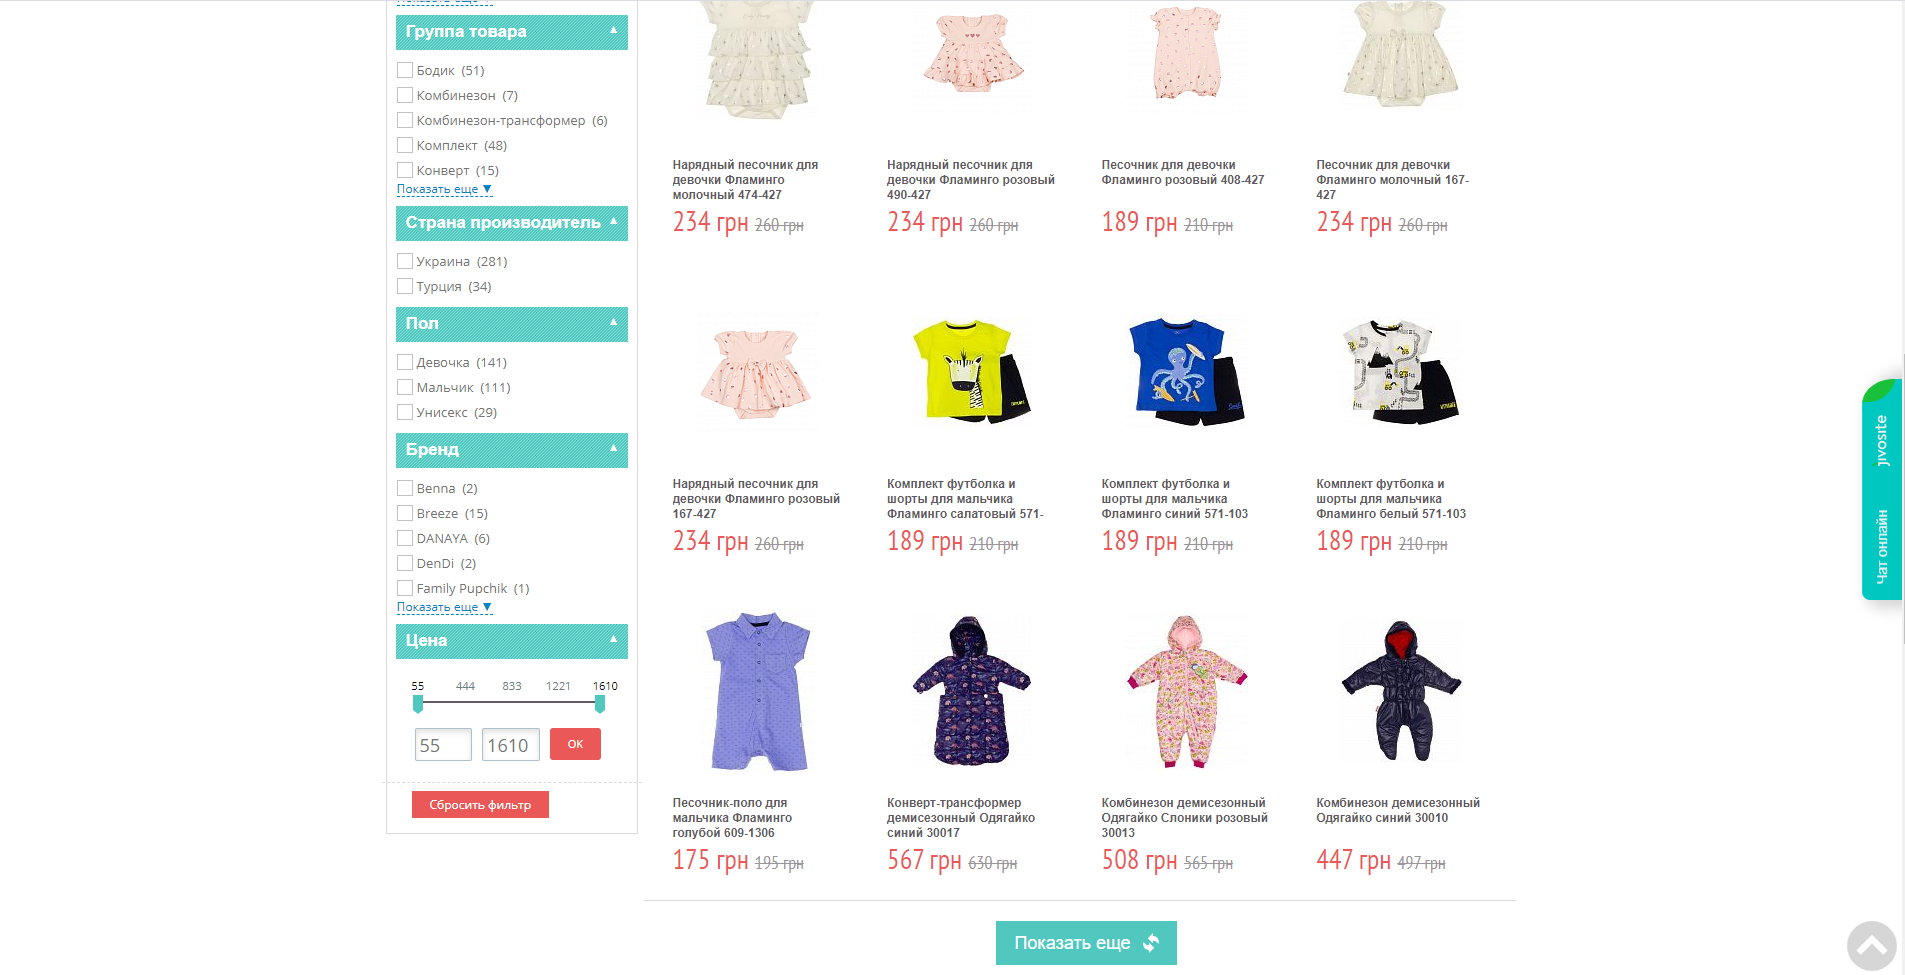 Группа товара ▲
Бодик (51)
Комбинезон (7)
Комбинезон-трансформер (6)
Комплект (48)
Конверт (15)
Показать еще ▼
Страна производитель ▲
Украина (281)
Турция (34)
Пол ▲
Девочка (141)
Мальчик (111)
Унисекс (29)
Бренд ▲
Benna (2)
Breeze (15)
DANAYA (6)
DenDi (2)
Family Pupchik (1)
Показать еще ▼
Цена ▲
55 444 833 1221 1610
55 1610 ОК
Сбросить фильтр
Нарядный песочник для
девочки Фламинго
молочный 474-427
234 грн 260 грн
Нарядный песочник для
девочки Фламинго розовый
490-427
234 грн 260 грн
Песочник для девочки
Фламинго розовый 408-427
189 грн 210 грн
Песочник для девочки
Фламинго молочный 167-
427
234 грн 260 грн
Нарядный песочник для
девочки Фламинго розовый
167-427
234 грн 260 грн
Комплект футболка и
шорты для мальчика
Фламинго салатовый 571-
189 грн 210 грн
Комплект футболка и
шорты для мальчика
Фламинго синий 571-103
189 грн 210 грн
Комплект футболка и
шорты для мальчика
Фламинго белый 571-103
189 грн 210 грн
Песочник-поло для
мальчика Фламинго
голубой 609-1306
175 грн 195 грн
Конверт-трансформер
демисезонный Одягайко
синий 30017
567 грн 630 грн
Комбинезон демисезонный
Одягайко Слоники розовый
30013
508 грн 565 грн
Комбинезон демисезонный
Одягайко синий 30010
447 грн 497 грн
Показать еще
jivosite
Чат онлайн